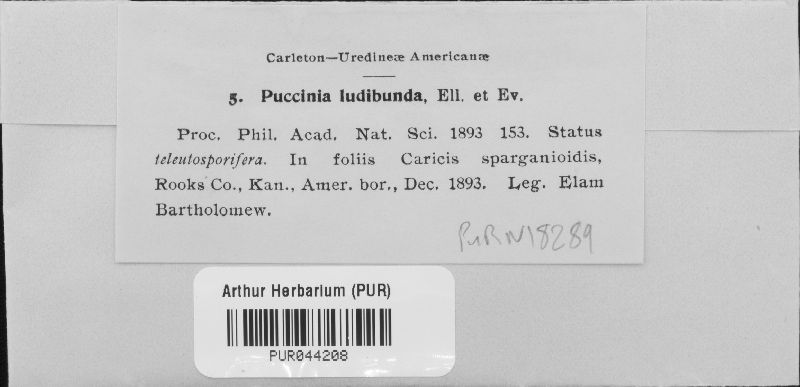 Carleton—Uredineæ Americanæ
5. Puccinia ludibunda, Ell. et Ev.
Proc. Phil. Acad. Nat. Sci. 1893 153. Status
teleutosporifera. In foliis Caricis sparganioidis,
Rooks Co., Kan., Amer. bor., Dec. 1893. Leg. Elam
Bartholomew.
PURN18289
Arthur Herbarium (PUR)
PUR044208